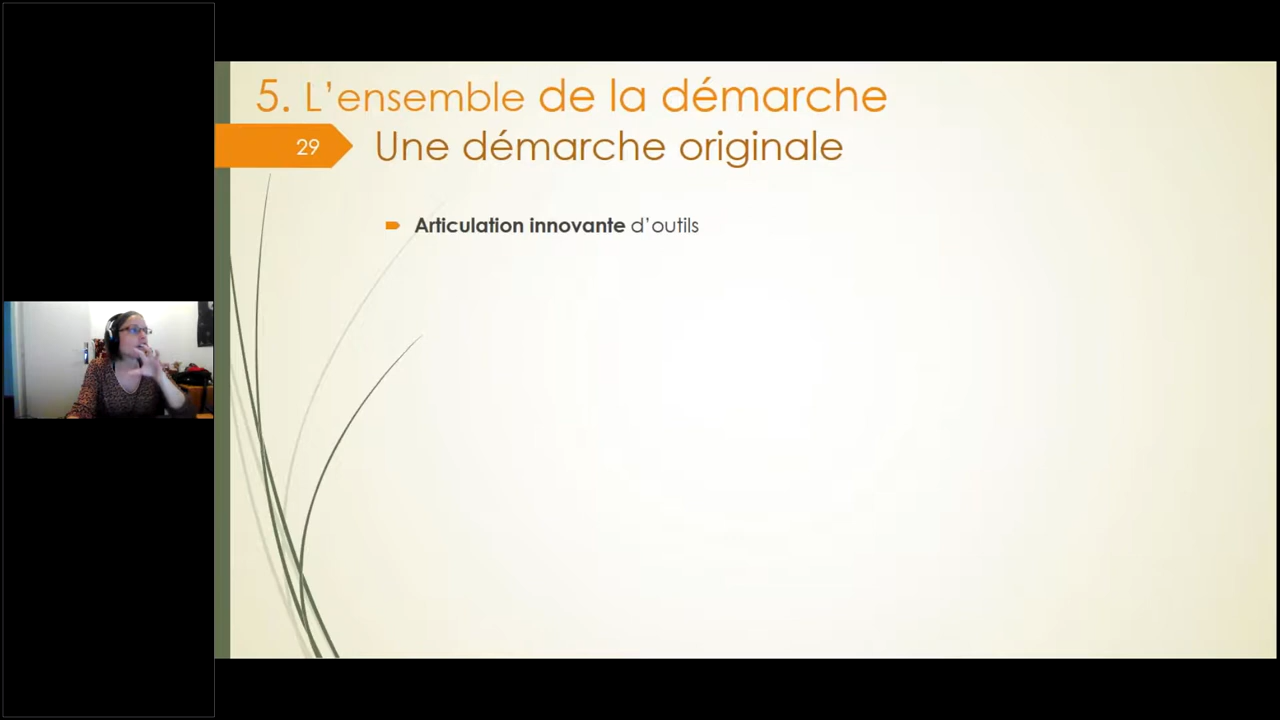 5. L’ensemble de la démarche
29
Une démarche originale
Articulation innovante d’outils